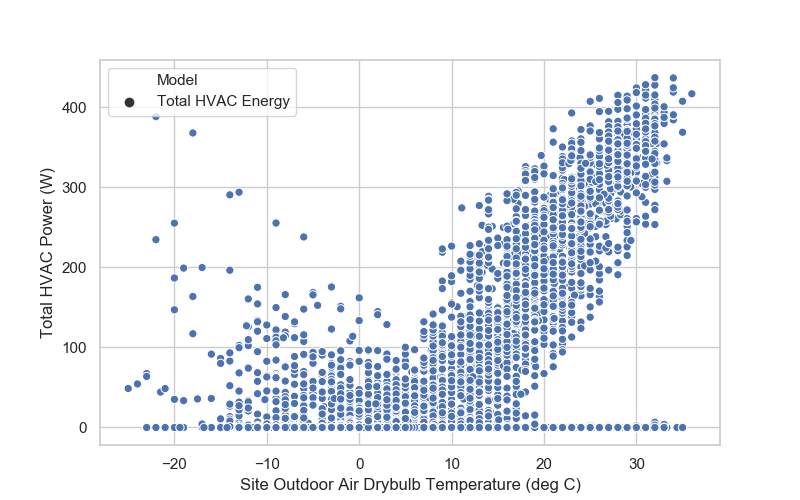 Model
Total HVAC Energy
400
300
200
100
0
Total HVAC Power (W)
−20
−10
0
10
20
30
Site Outdoor Air Drybulb Temperature (deg C)